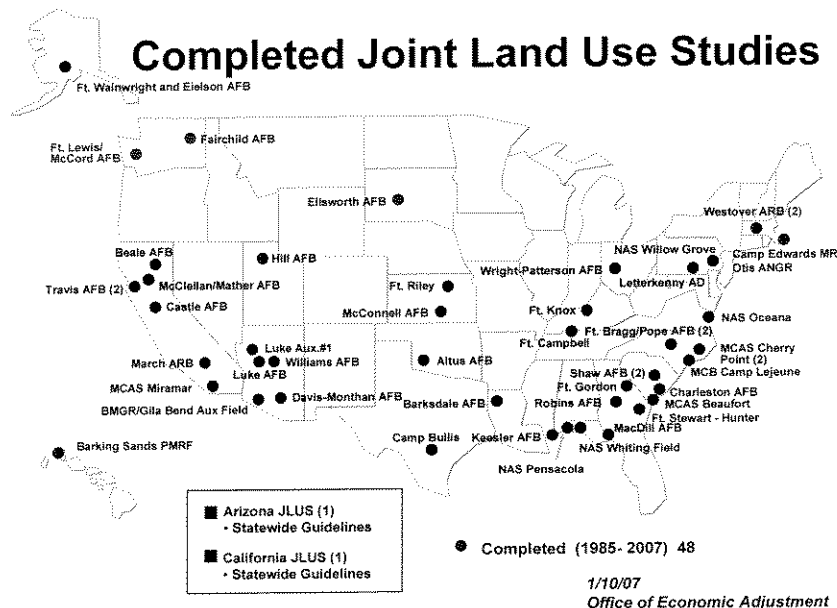 Completed Joint Land Use Studies
Ft. Wainwright and Eielson AFB
Fairchild AFB
Ft. Lewis/
McCord AFB
Ellsworth AFB
Westover ARB (2)
Beale AFB
Hill AFB
NAS Willow Grove
Camp Edwards MR
Otis ANGR
Wright-Patterson AFB
Letterkenny AD
Travis AFB (2)
McClellan/Mather AFB
Ft. Riley
Castle AFB
McConnell AFB
Ft. Knox
NAS Oceana
Ft. Bragg/Pope AFB (2)
Ft. Campbell
MCAS Cherry
Point (2)
Luke Aux.#1
March ARB
Williams AFB
Altus AFB
MCB Camp Lejeune
Luke AFB
Shaw AFB (2)
MCAS Miramar
Ft. Gordon
Charleston AFB
Davis-Monthan AFB
Barksdale AFB
Robins AFB
MCAS Beaufort
BMGR/Gila Bend Aux Field
Ft. Stewart - Hunter
MacDill AFB
Camp Bullis
Keesler AFB
NAS Whiting Field
Barking Sands PMRF
NAS Pensacola
Arizona JLUS (1)
• Statewide Guidelines
California JLUS (1)
• Statewide Guidelines
Completed (1985- 2007) 48
1/10/07
Office of Economic Adjustment